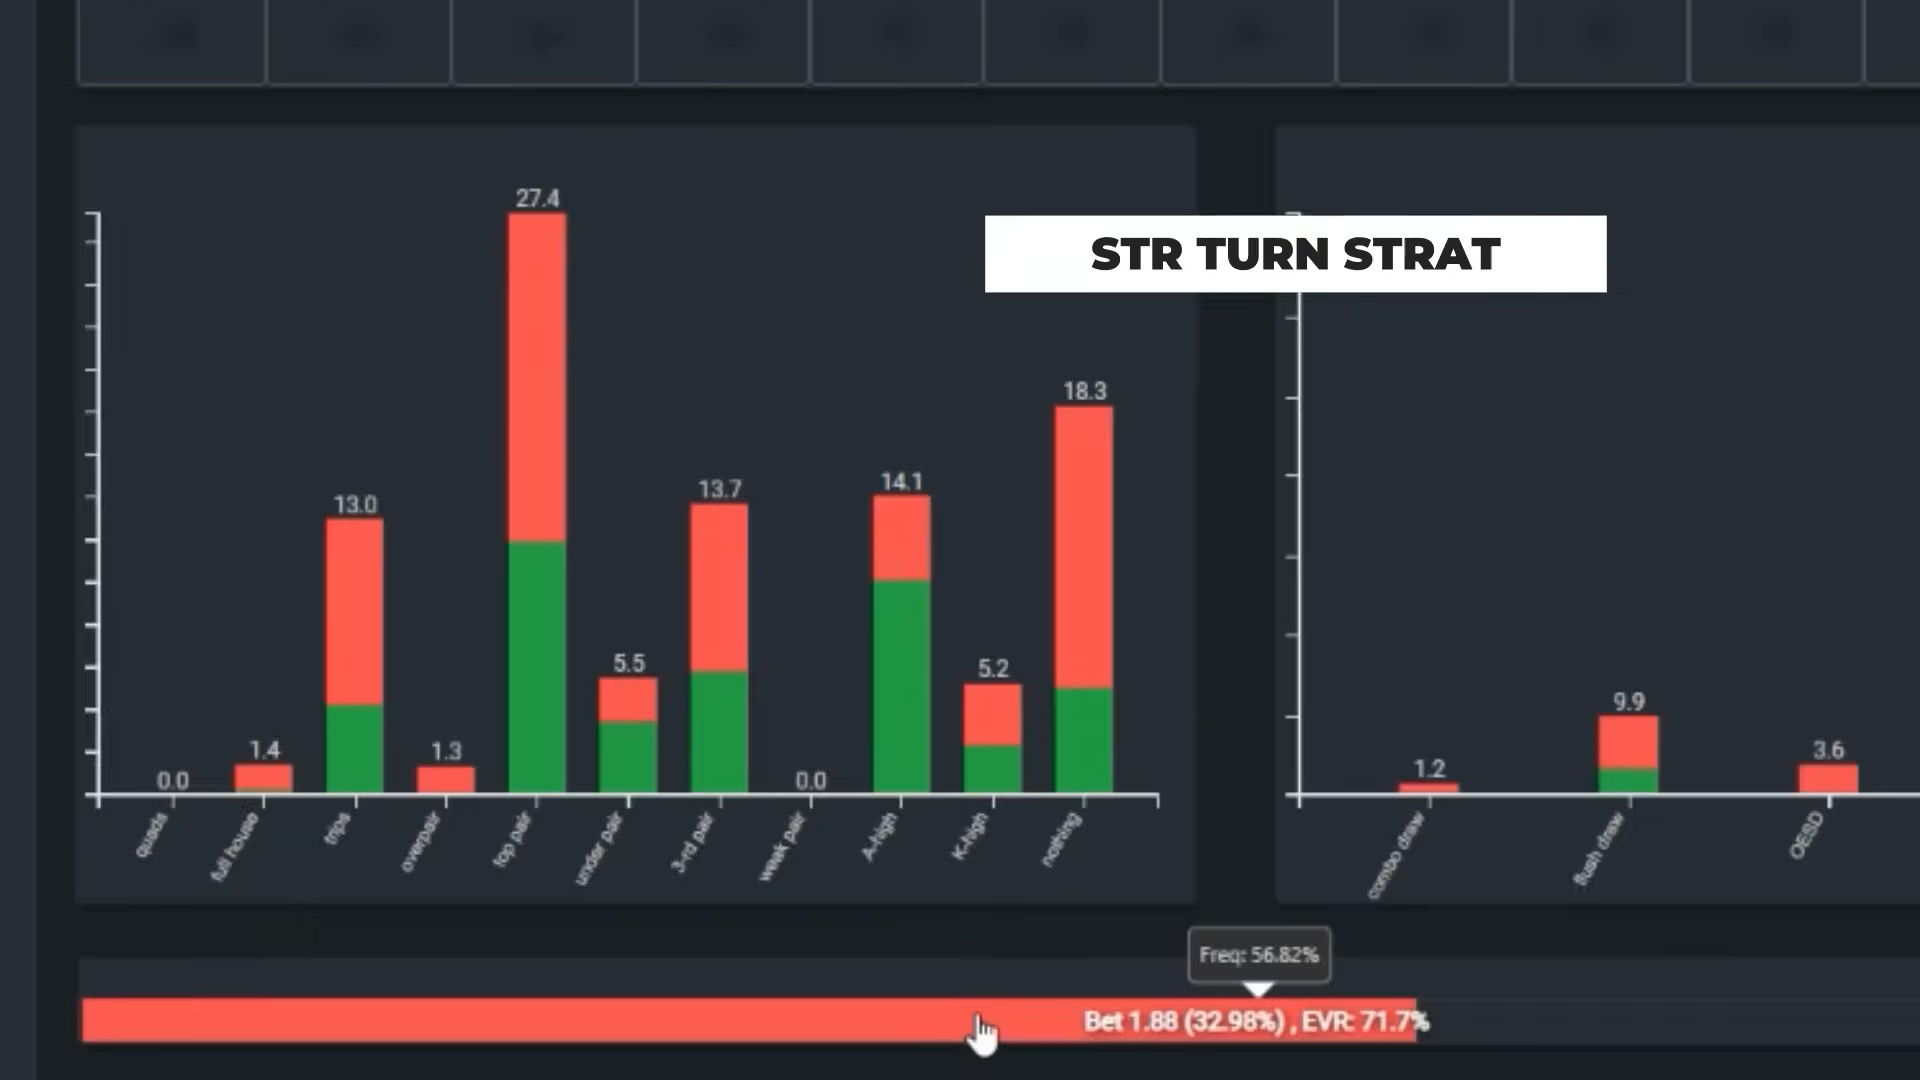 27.4
STR TURN STRAT
18.3
13.0
13.7
14.1
5.5
5.2
1.4
1.3
0.0
0.0
9.9
1.2
3.6
quads
full house
trips
overpair
top pair
under pair
3-rd pair
weak pair
A-high
K-high
nothing
combo draw
flush draw
OESD
Freq: 56.82%
Bet 1.88 (32.98%) , EVR: 71.7%